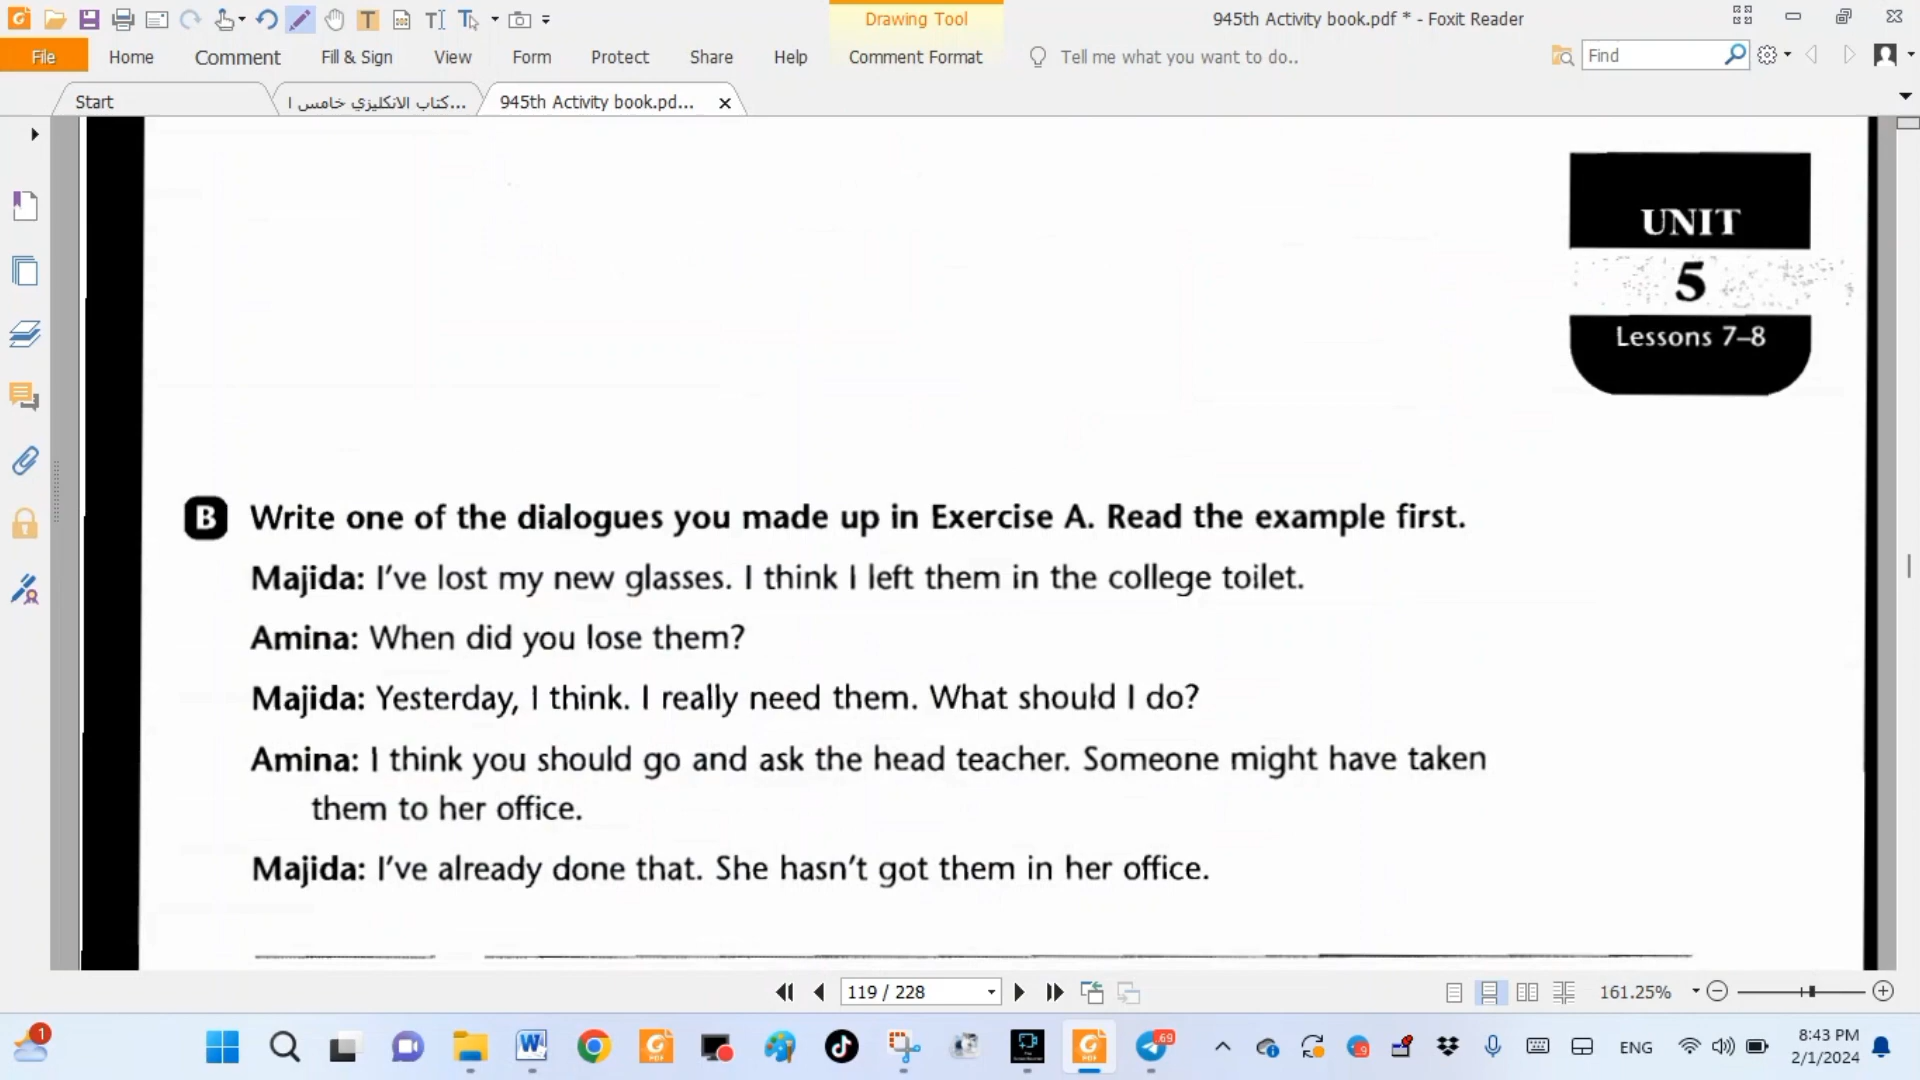 Drawing Tool
945th Activity book.pdf * - Foxit Reader
File
Home
Comment
Fill & Sign
View
Form
Protect
Share
Help
Comment Format
Tell me what you want to do..
Find
Start
كتاب الانكليزي خامس ا...
945th Activity book.pd...
UNIT
5
Lessons 7–8
B Write one of the dialogues you made up in Exercise A. Read the example first.
Majida: I've lost my new glasses. I think I left them in the college toilet.
Amina: When did you lose them?
Majida: Yesterday, I think. I really need them. What should I do?
Amina: I think you should go and ask the head teacher. Someone might have taken
them to her office.
Majida: I've already done that. She hasn't got them in her office.
119 / 228
161.25%
1
69
ENG
8:43 PM
2/1/2024